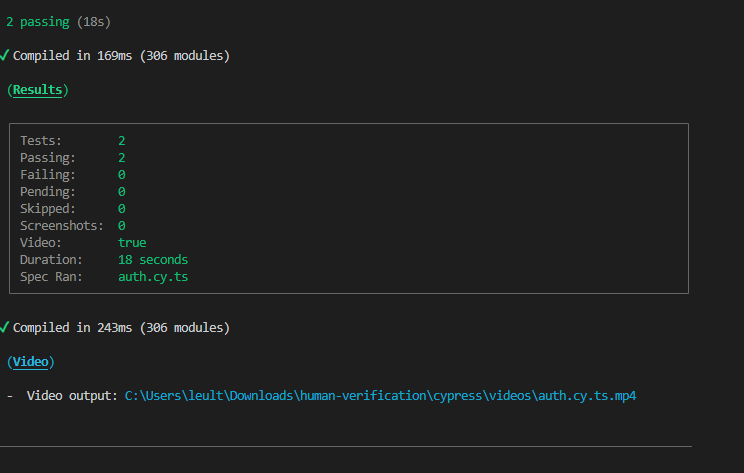 2 passing (18s)
✓ Compiled in 169ms (306 modules)
(Results)
Tests: 2
Passing: 2
Failing: 0
Pending: 0
Skipped: 0
Screenshots: 0
Video: true
Duration: 18 seconds
Spec Ran: auth.cy.ts
✓ Compiled in 243ms (306 modules)
(Video)
- Video output: C:\Users\leult\Downloads\human-verification\cypress\videos\auth.cy.ts.mp4